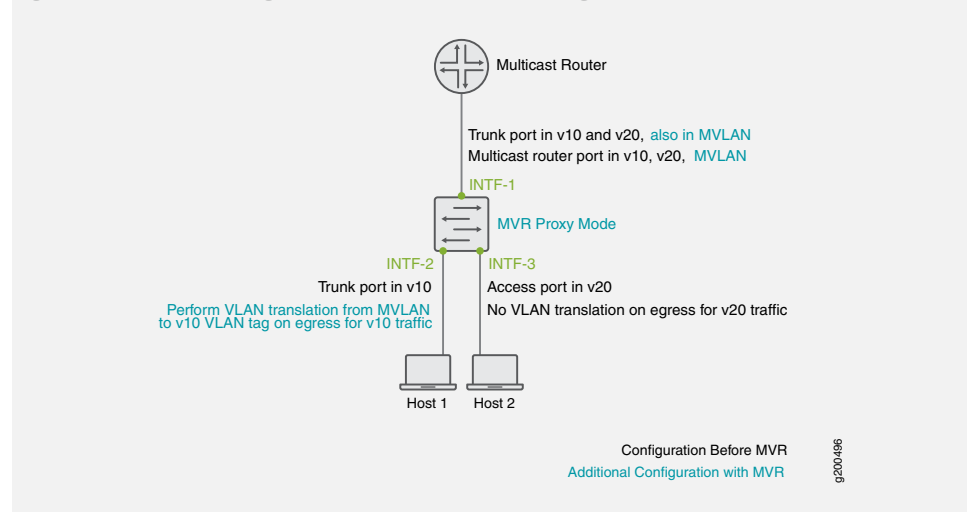 Multicast Router
Trunk port in v10 and v20, also in MVLAN
Multicast router port in v10, v20, MVLAN
INTF-1
MVR Proxy Mode
INTF-2
INTF-3
Trunk port in v10
Access port in v20
Perform VLAN translation from MVLAN
to v10 VLAN tag on egress for v10 traffic
No VLAN translation on egress for v20 traffic
Host 1
Host 2
Configuration Before MVR
Additional Configuration with MVR
g200496